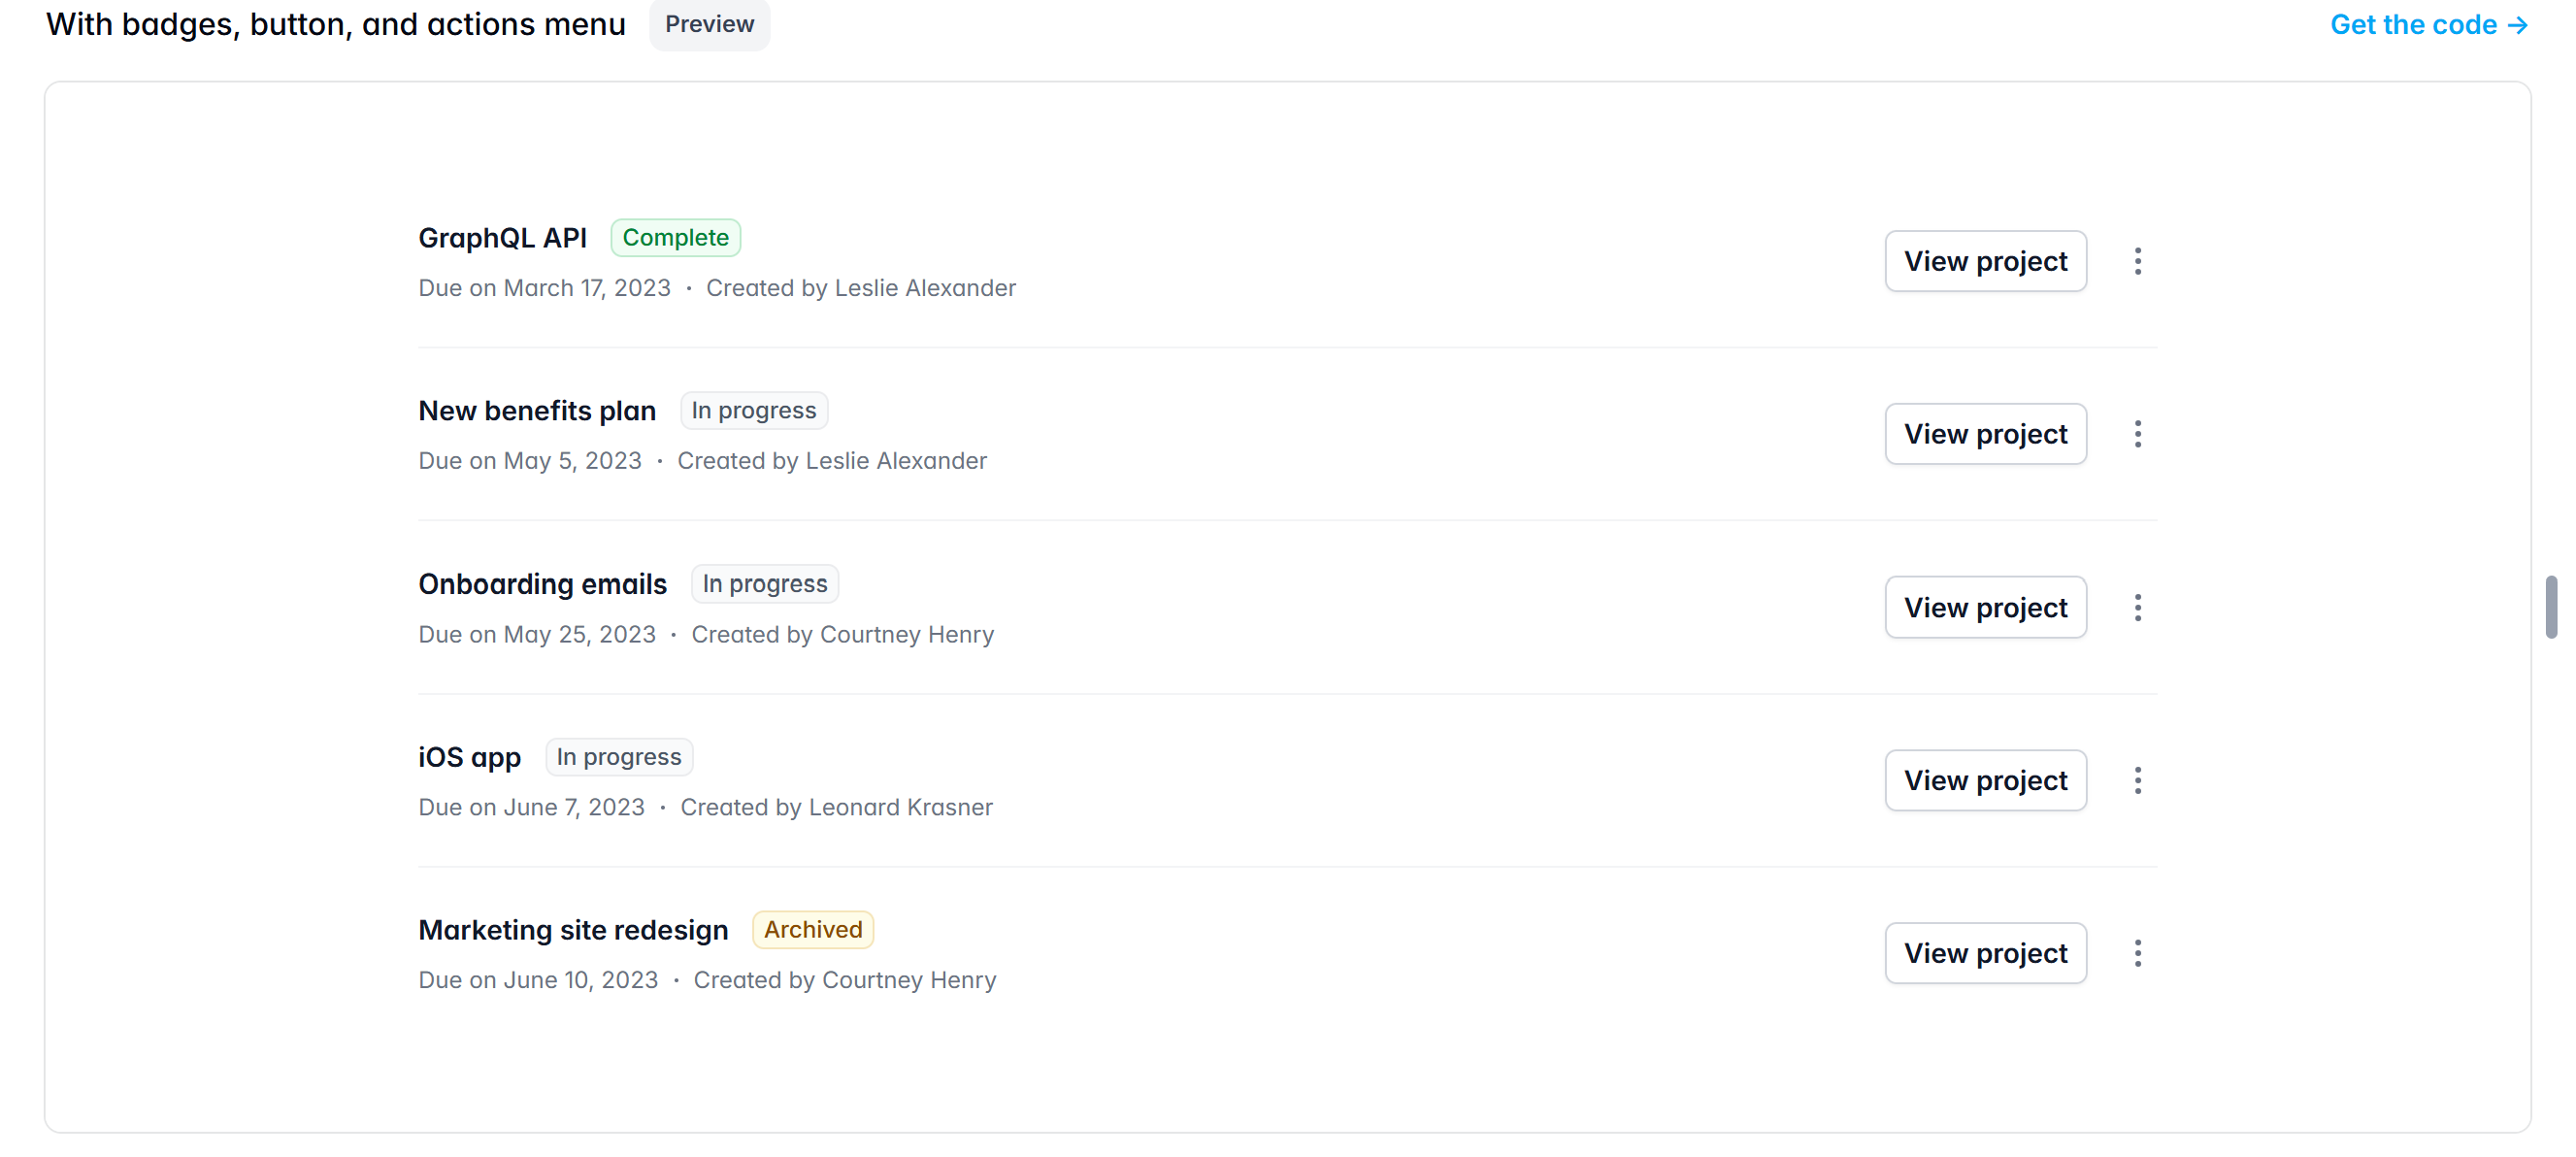 With badges, button, and actions menu Preview Get the code →
GraphQL API Complete
Due on March 17, 2023 · Created by Leslie Alexander
View project
New benefits plan In progress
Due on May 5, 2023 · Created by Leslie Alexander
View project
Onboarding emails In progress
Due on May 25, 2023 · Created by Courtney Henry
View project
iOS app In progress
Due on June 7, 2023 · Created by Leonard Krasner
View project
Marketing site redesign Archived
Due on June 10, 2023 · Created by Courtney Henry
View project